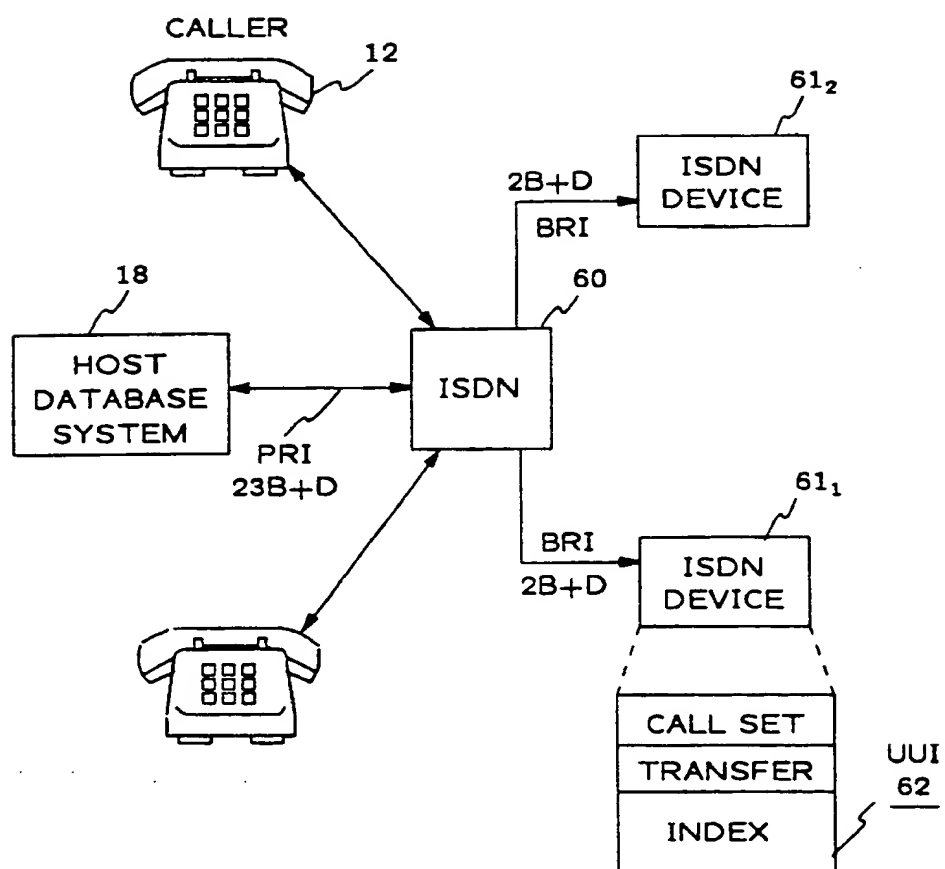 CALLER
12
61₂
ISDN
DEVICE
2B+D
BRI
18
HOST
DATABASE
SYSTEM
60
ISDN
PRI
23B+D
61₁
BRI
2B+D
ISDN
DEVICE
CALL SET
TRANSFER
INDEX
UUI
62